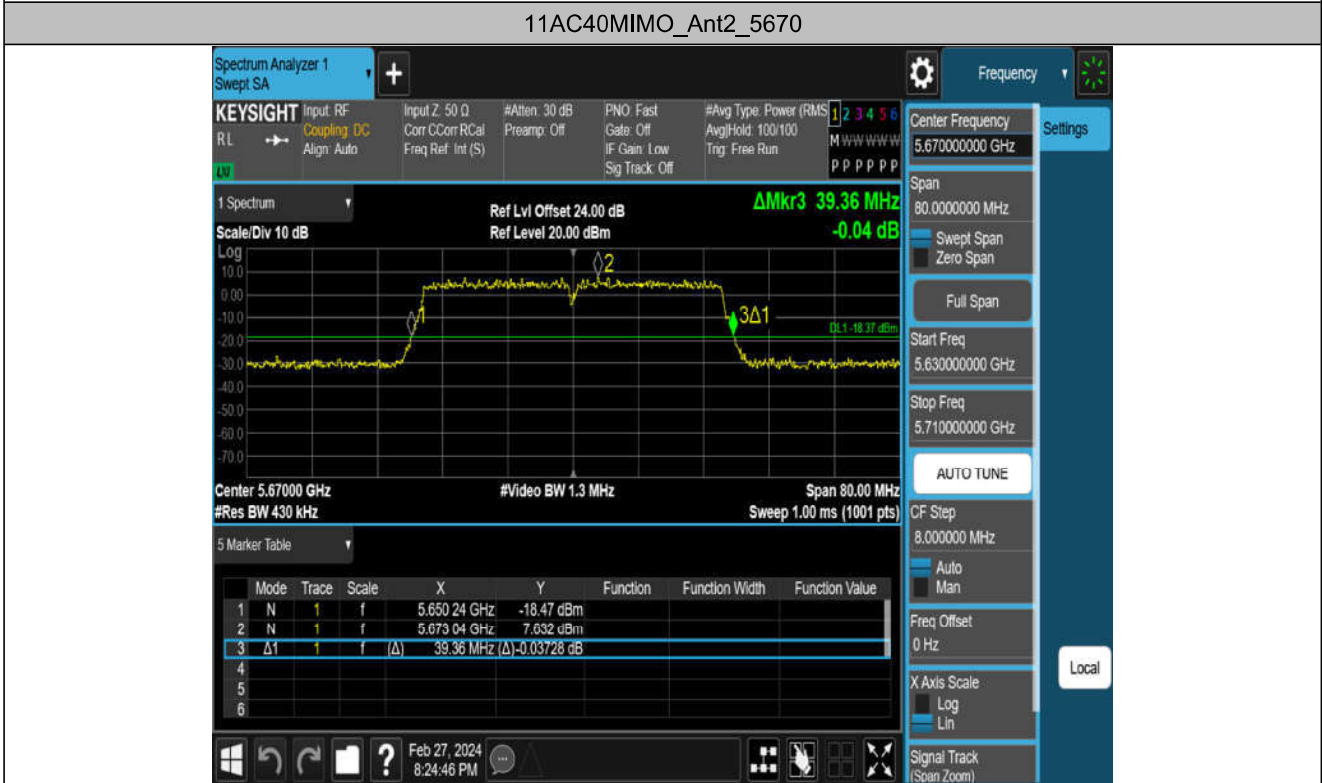 11AC40MIMO_Ant2_5670
Spectrum Analyzer 1
Swept SA
+
Frequency
KEYSIGHT
RL
LXI
Input: RF
Coupling: DC
Align: Auto
Input Z: 50 Ω
Corr CCorr RCal
Freq Ref: Int (S)
#Atten: 30 dB
Preamp: Off
PNO: Fast
Gate: Off
IF Gain: Low
Sig Track: Off
#Avg Type: Power (RMS
Avg|Hold: 100/100
Trig: Free Run
1 2 3 4 5 6
M W W W W W
P P P P P P
Center Frequency
5.670000000 GHz
Settings
Span
80.0000000 MHz
Swept Span
Zero Span
Full Span
Start Freq
5.630000000 GHz
Stop Freq
5.710000000 GHz
AUTO TUNE
CF Step
8.000000 MHz
Auto
Man
Freq Offset
0 Hz
X Axis Scale
Log
Lin
Signal Track
(Span Zoom)
Local
1 Spectrum
Scale/Div 10 dB
Ref Lvl Offset 24.00 dB
Ref Level 20.00 dBm
ΔMkr3 39.36 MHz
-0.04 dB
Log
10.0
0.00
-10.0
-20.0
-30.0
-40.0
-50.0
-60.0
-70.0
1
2
3Δ1
DL1 -18.37 dBm
Center 5.67000 GHz
#Video BW 1.3 MHz
Span 80.00 MHz
#Res BW 430 kHz
Sweep 1.00 ms (1001 pts)
5 Marker Table
Mode Trace Scale X Y Function Function Width Function Value
1 N 1 f 5.650 24 GHz -18.47 dBm
2 N 1 f 5.673 04 GHz 7.632 dBm
3 Δ1 1 f (Δ) 39.36 MHz (Δ) -0.03728 dB
4
5
6
?
Feb 27, 2024
8:24:46 PM